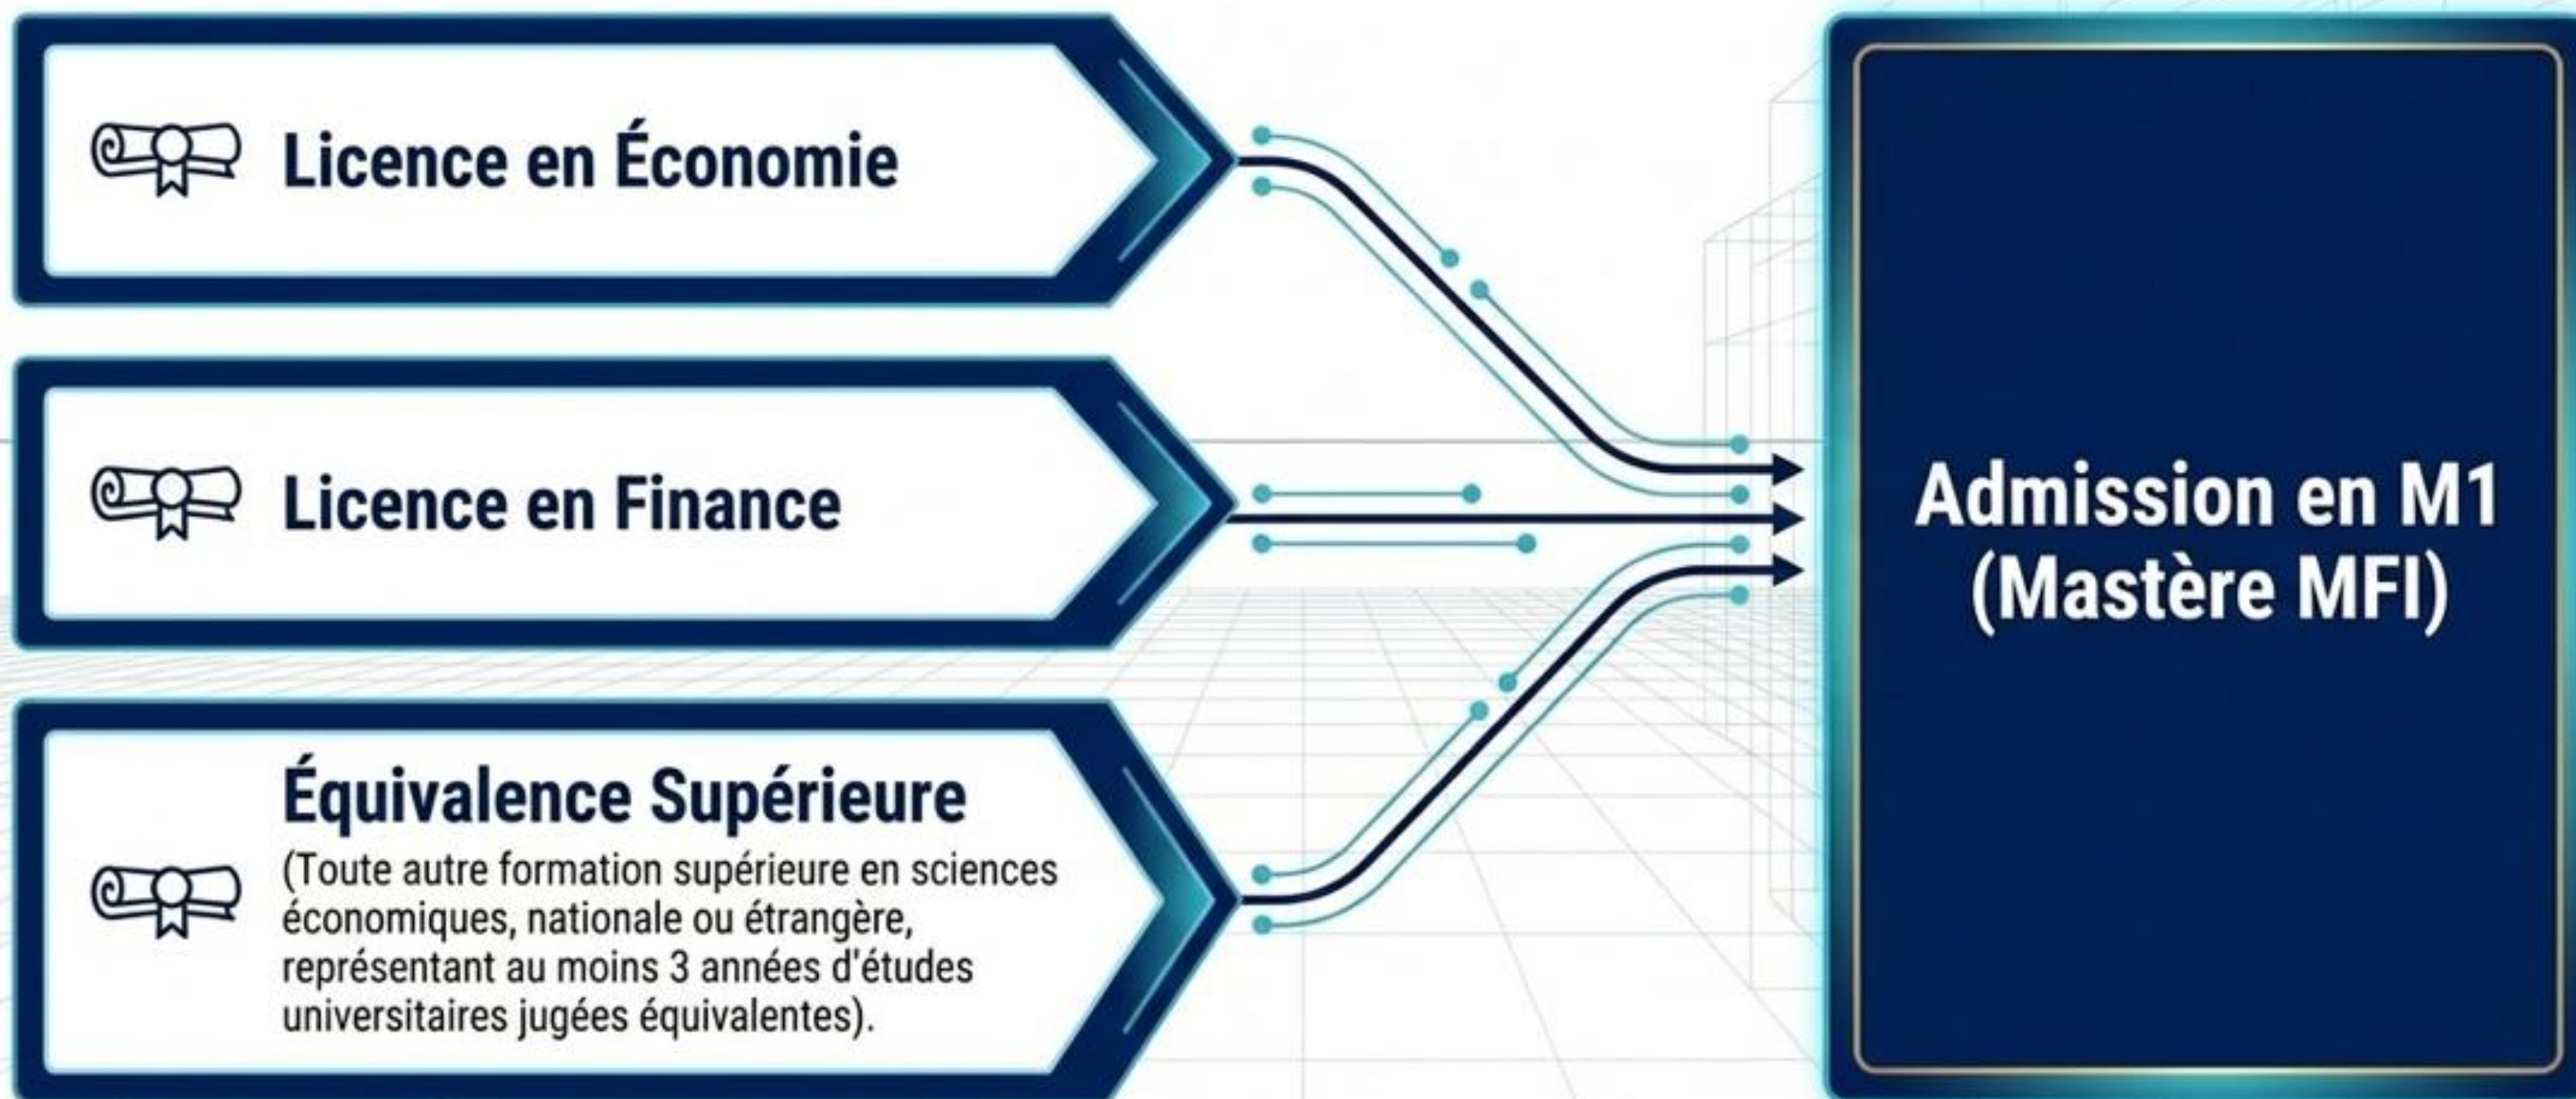 Licence en Économie
Licence en Finance
Équivalence Supérieure
(Toute autre formation supérieure en sciences
économiques, nationale ou étrangère,
représentant au moins 3 années d'études
universitaires jugées équivalentes).
Admission en M1
(Mastère MFI)